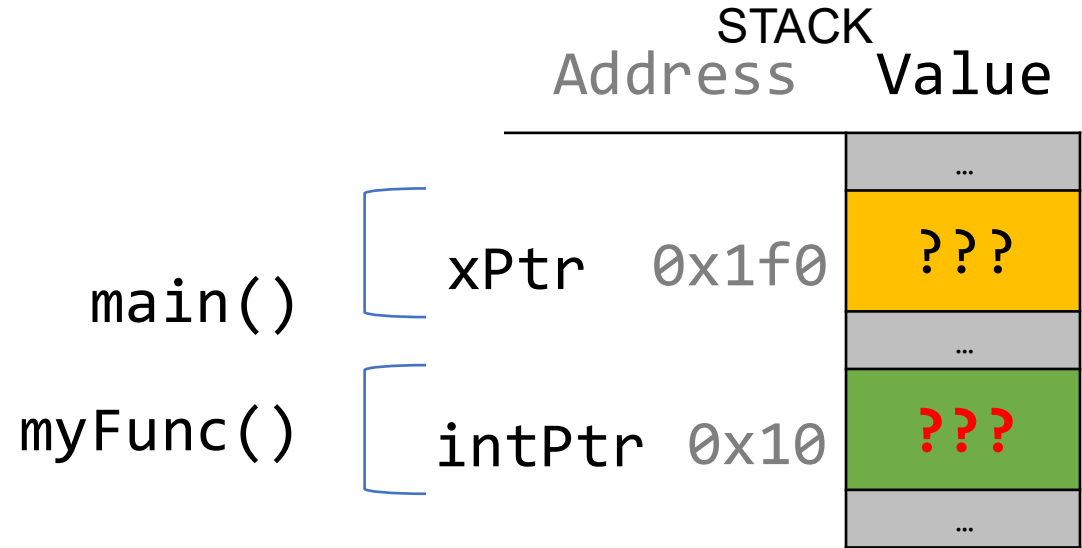 STACK
Address Value
…
xPtr 0x1f0 ???
main()
…
myFunc() intPtr 0x10 ???
…